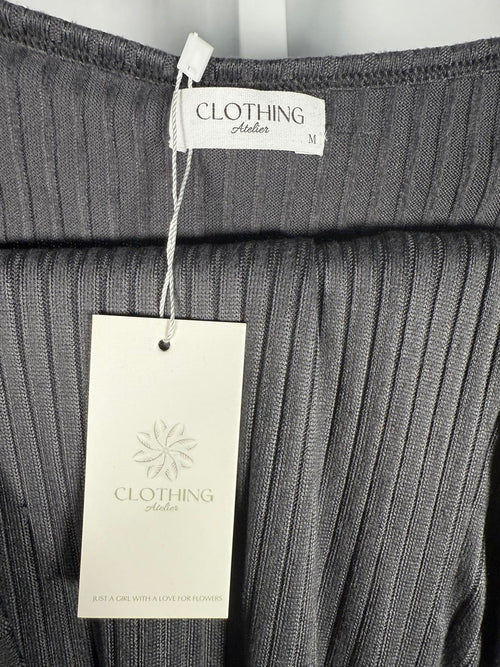 CLOTHING
Atelier
M
CLOTHING
Atelier
JUST A GIRL WITH A LOVE FOR FLOWERS